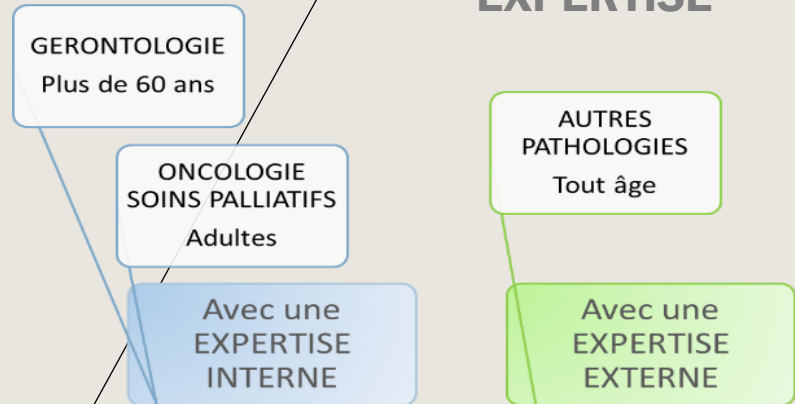 EXPERTISE
GERONTOLOGIE
Plus de 60 ans
ONCOLOGIE
SOINS PALLIATIFS
Adultes
Avec une
EXPERTISE
INTERNE
AUTRES
PATHOLOGIES
Tout âge
Avec une
EXPERTISE
EXTERNE